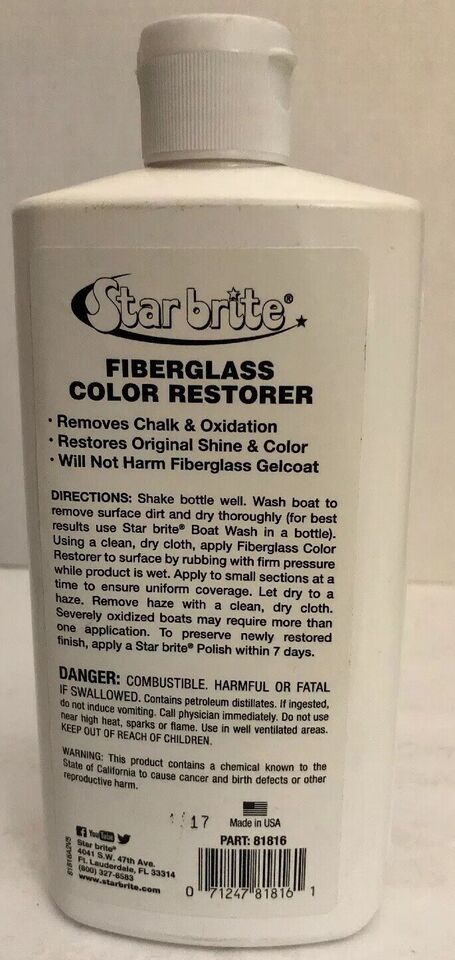 Star brite®
FIBERGLASS
COLOR RESTORER
· Removes Chalk & Oxidation
· Restores Original Shine & Color
· Will Not Harm Fiberglass Gelcoat
DIRECTIONS: Shake bottle well. Wash boat to
remove surface dirt and dry thoroughly (for best
results use Star brite® Boat Wash in a bottle).
Using a clean, dry cloth, apply Fiberglass Color
Restorer to surface by rubbing with firm pressure
while product is wet. Apply to small sections at a
time to ensure uniform coverage. Let dry to a
haze. Remove haze with a clean, dry cloth.
Severely oxidized boats may require more than
one application. To preserve newly restored
finish, apply a Star brite® Polish within 7 days.
DANGER: COMBUSTIBLE. HARMFUL OR FATAL
IF SWALLOWED. Contains petroleum distillates. If ingested,
do not induce vomiting. Call physician immediately. Do not use
near high heat, sparks or flame. Use in well ventilated areas.
KEEP OUT OF REACH OF CHILDREN.
WARNING: This product contains a chemical known to the
State of California to cause cancer and birth defects or other
reproductive harm.
17
Made in USA
PART: 81816
You Tube
Star brite®
4041 S.W. 47th Ave.
Ft. Lauderdale, FL 33314
(800) 327-8583
www.starbrite.com
0 71247 81816 1